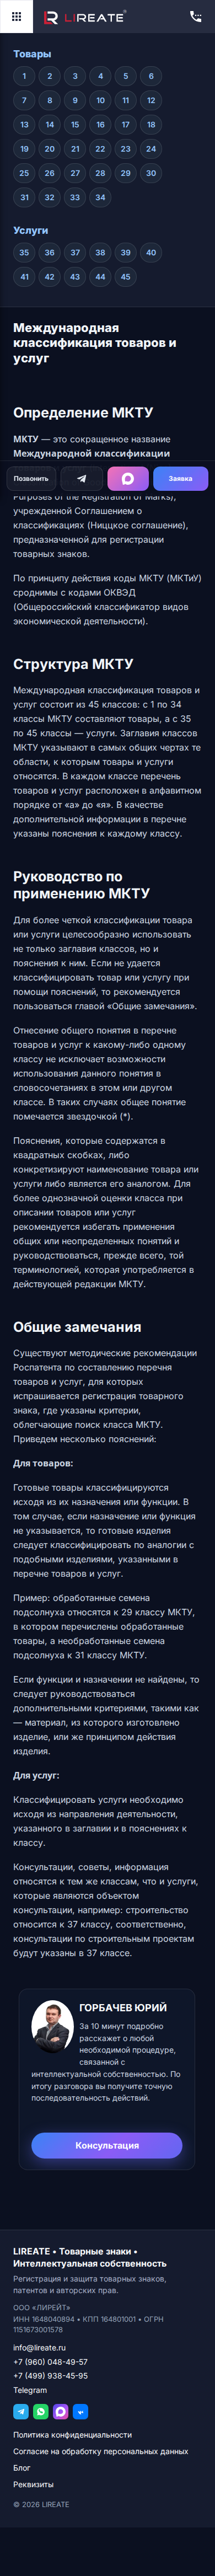 LIREATE®
Товары
1 2 3 4 5 6
7 8 9 10 11 12
13 14 15 16 17 18
19 20 21 22 23 24
25 26 27 28 29 30
31 32 33 34
Услуги
35 36 37 38 39 40
41 42 43 44 45
Международная
классификация товаров и
услуг
Определение МКТУ
МКТУ — это сокращенное название
Международной классификации
Позвонить
Заявка
Purposes of the Registration of Marks),
учрежденной Соглашением о
классификациях (Ниццкое соглашение),
предназначенной для регистрации
товарных знаков.
По принципу действия коды МКТУ (МКТиУ)
сроднимы с кодами ОКВЭД
(Общероссийский классификатор видов
экономической деятельности).
Структура МКТУ
Международная классификация товаров и
услуг состоит из 45 классов: с 1 по 34
классы МКТУ составляют товары, а с 35
по 45 классы — услуги. Заглавия классов
МКТУ указывают в самых общих чертах те
области, к которым товары и услуги
относятся. В каждом классе перечень
товаров и услуг расположен в алфавитном
порядке от «а» до «я». В качестве
дополнительной информации в перечне
указаны пояснения к каждому классу.
Руководство по
применению МКТУ
Для более четкой классификации товара
или услуги целесообразно использовать
не только заглавия классов, но и
пояснения к ним. Если не удается
классифицировать товар или услугу при
помощи пояснений, то рекомендуется
пользоваться главой «Общие замечания».
Отнесение общего понятия в перечне
товаров и услуг к какому-либо одному
классу не исключает возможности
использования данного понятия в
словосочетаниях в этом или другом
классе. В таких случаях общее понятие
помечается звездочкой (*).
Пояснения, которые содержатся в
квадратных скобках, либо
конкретизируют наименование товара или
услуги либо является его аналогом. Для
более однозначной оценки класса при
описании товаров или услуг
рекомендуется избегать применения
общих или неопределенных понятий и
руководствоваться, прежде всего, той
терминологией, которая употребляется в
действующей редакции МКТУ.
Общие замечания
Существуют методические рекомендации
Роспатента по составлению перечня
товаров и услуг, для которых
испрашивается регистрация товарного
знака, где указаны критерии,
облегчающие поиск класса МКТУ.
Приведем несколько пояснений:
Для товаров:
Готовые товары классифицируются
исходя из их назначения или функции. В
том случае, если назначение или функция
не указывается, то готовые изделия
следует классифицировать по аналогии с
подобными изделиями, указанными в
перечне товаров и услуг.
Пример: обработанные семена
подсолнуха относятся к 29 классу МКТУ,
в котором перечислены обработанные
товары, а необработанные семена
подсолнуха к 31 классу МКТУ.
Если функции и назначении не найдены, то
следует руководствоваться
дополнительными критериями, такими как
— материал, из которого изготовлено
изделие, или же принципом действия
изделия.
Для услуг:
Классифицировать услуги необходимо
исходя из направления деятельности,
указанного в заглавии и в пояснениях к
классу.
Консультации, советы, информация
относятся к тем же классам, что и услуги,
которые являются объектом
консультации, например: строительство
относится к 37 классу, соответственно,
консультации по строительным проектам
будут указаны в 37 классе.
ГОРБАЧЕВ ЮРИЙ
За 10 минут подробно
расскажет о любой
необходимой процедуре,
связанной с
интеллектуальной собственностью. По
итогу разговора вы получите точную
последовательность действий.
Консультация
LIREATE • Товарные знаки •
Интеллектуальная собственность
Регистрация и защита товарных знаков,
патентов и авторских прав.
ООО «ЛИРЕЙТ»
ИНН 1648040894 • КПП 164801001 • ОГРН
1151673001578
info@lireate.ru
+7 (960) 048-49-57
+7 (499) 938-45-95
Telegram
Политика конфиденциальности
Согласие на обработку персональных данных
Блог
Реквизиты
© 2026 LIREATE